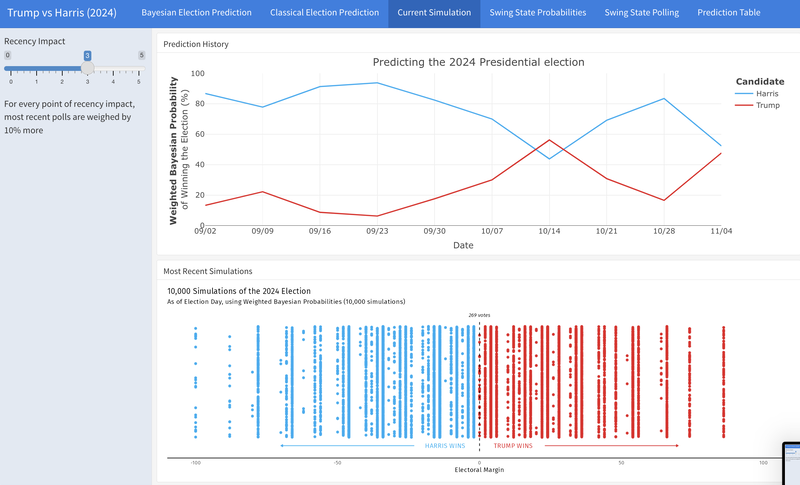 Trump vs Harris (2024)
Bayesian Election Prediction
Classical Election Prediction
Current Simulation
Swing State Probabilities
Swing State Polling
Prediction Table
Recency Impact
0
3
5
0 1 2 3 4 5
For every point of recency impact,
most recent polls are weighed by
10% more
Prediction History
Predicting the 2024 Presidential election
Weighted Bayesian Probability
of Winning the Election (%)
100
80
60
40
20
0
09/02 09/09 09/16 09/23 09/30 10/07 10/14 10/21 10/28 11/04
Date
Candidate
Harris
Trump
Most Recent Simulations
10,000 Simulations of the 2024 Election
As of Election Day, using Weighted Bayesian Probabilities (10,000 simulations)
269 votes
HARRIS WINS
TRUMP WINS
-100 -50 0 50 100
Electoral Margin